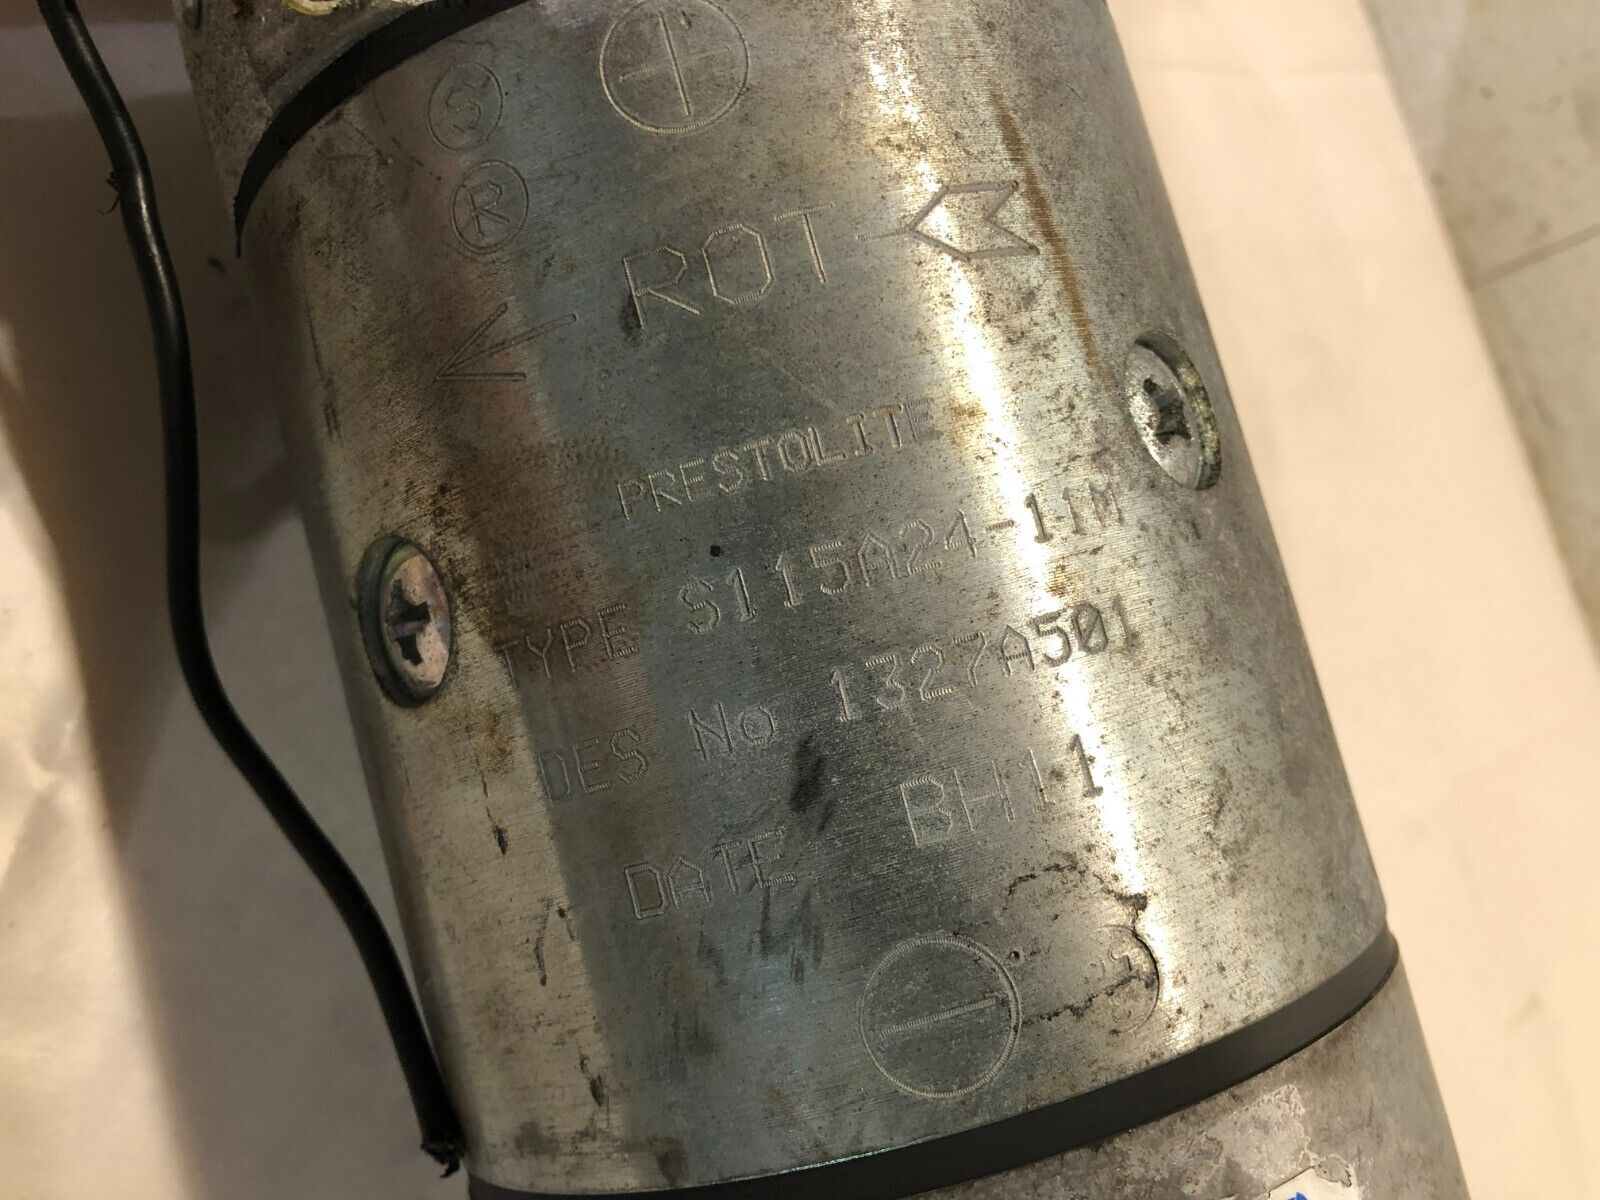 +
S
R
ROT
PRESTOLITE
TYPE S115A24-11M
DES No 1327A501
DATE BH11
-